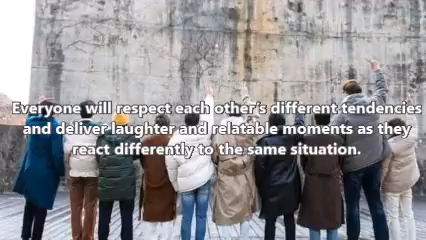 Everyone will respect each other's different tendencies
and deliver laughter and relatable moments as they
react differently to the same situation.